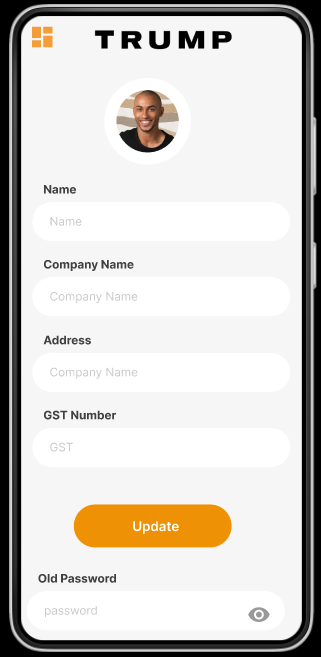 TRUMP
Name
Name
Company Name
Company Name
Address
Company Name
GST Number
GST
Update
Old Password
password